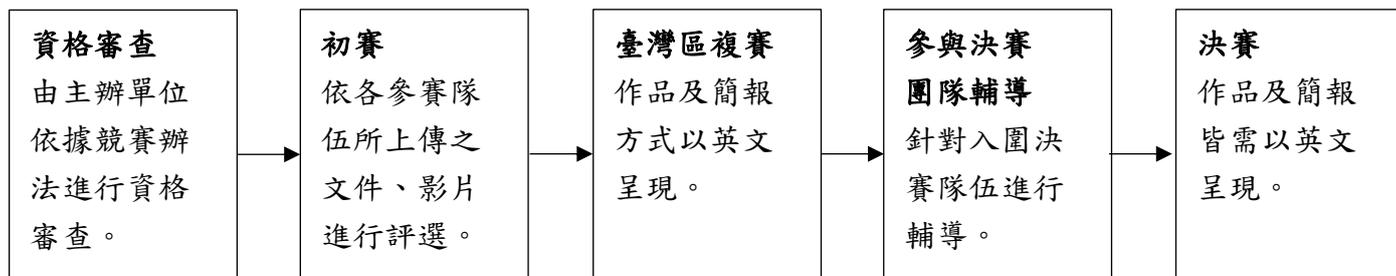 資格審查
由主辦單位
依據競賽辦
法進行資格
審查。
初賽
依各參賽隊
伍所上傳之
文件、影片
進行評選。
臺灣區複賽
作品及簡報
方式以英文
呈現。
參與決賽
團隊輔導
針對入圍決
賽隊伍進行
輔導。
決賽
作品及簡報
皆需以英文
呈現。